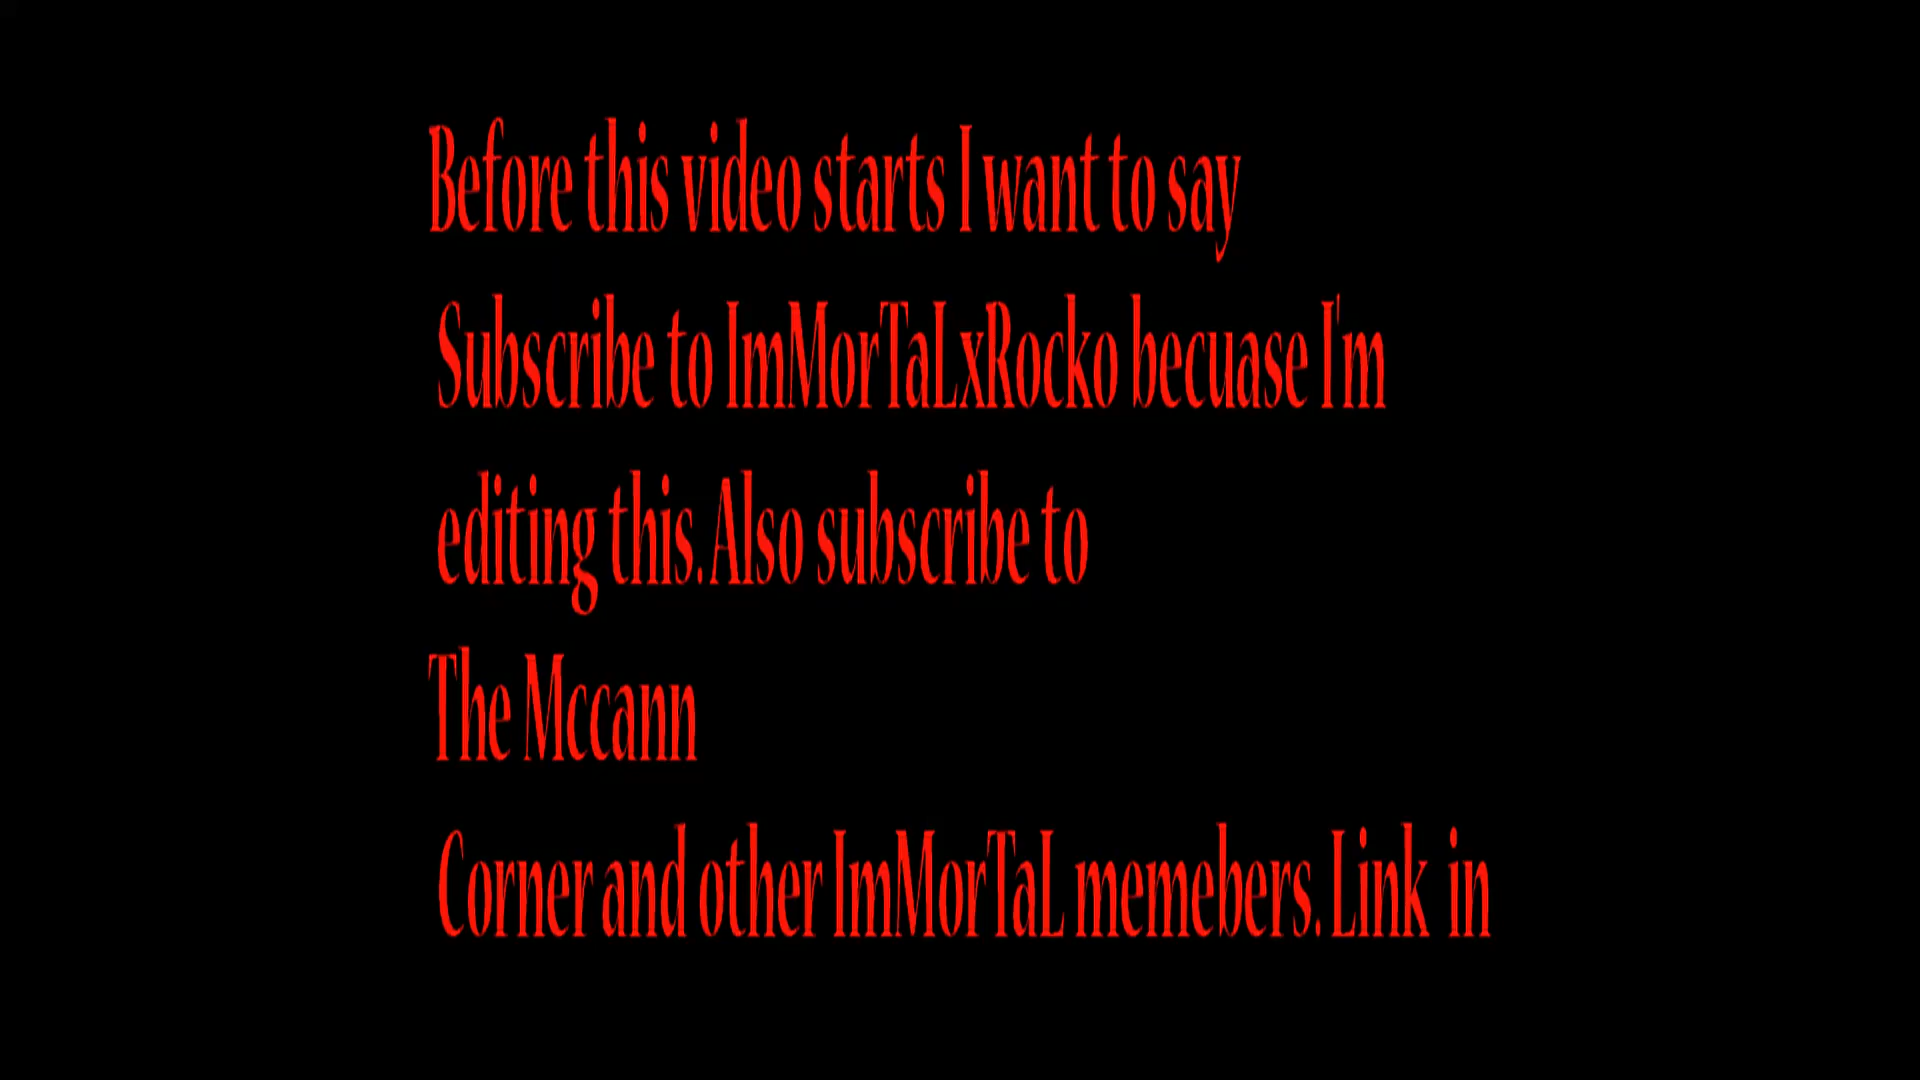 Before this video starts I want to say
Subscribe to ImMorTaLxRocko becuase I'm
editing this. Also subscribe to
The Mccann
Corner and other ImMorTaL memebers. Link in